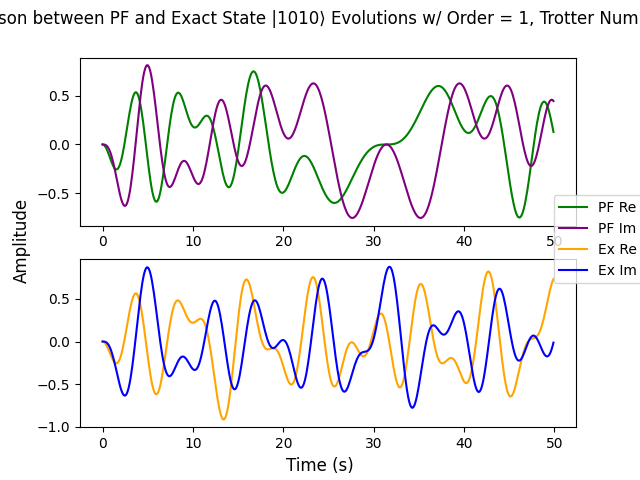 son between PF and Exact State |1010⟩ Evolutions w/ Order = 1, Trotter Num
0.5
0.0
−0.5
0 10 20 30 40 50
PF Re
PF Im
Ex Re
Ex Im
Amplitude
0.5
0.0
−0.5
−1.0
0 10 20 30 40 50
Time (s)